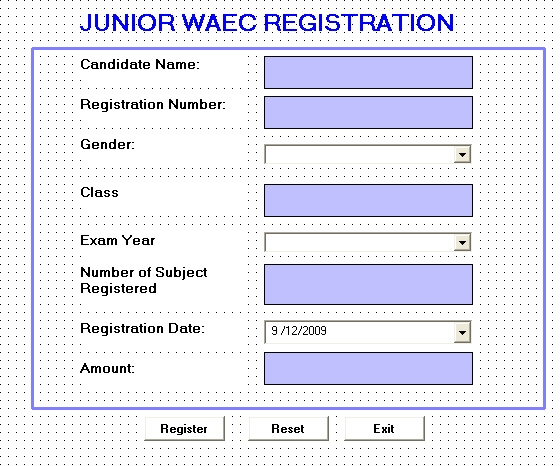 JUNIOR WAEC REGISTRATION
Candidate Name:
Registration Number:
Gender:
Class
Exam Year
Number of Subject
Registered
Registration Date:
9 /12/2009
Amount:
Register
Reset
Exit